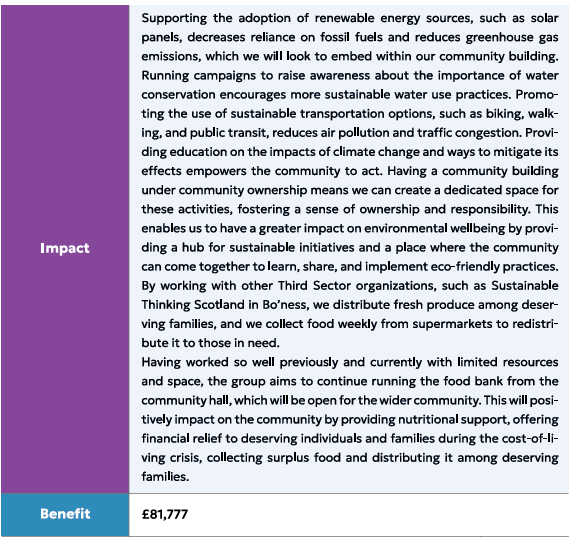 Supporting the adoption of renewable energy sources, such as solar
panels, decreases reliance on fossil fuels and reduces greenhouse gas
emissions, which we will look to embed within our community building.
Running campaigns to raise awareness about the importance of water
conservation encourages more sustainable water use practices. Promo-
ting the use of sustainable transportation options, such as biking, walk-
ing, and public transit, reduces air pollution and traffic congestion. Provi-
ding education on the impacts of climate change and ways to mitigate its
effects empowers the community to act. Having a community building
under community ownership means we can create a dedicated space for
these activities, fostering a sense of ownership and responsibility. This
enables us to have a greater impact on environmental wellbeing by provi-
Impact
ding a hub for sustainable initiatives and a place where the community
can come together to learn, share, and implement eco-friendly practices.
By working with other Third Sector organizations, such as Sustainable
Thinking Scotland in Bo'ness, we distribute fresh produce among deser-
ving families, and we collect food weekly from supermarkets to redistri-
bute it to those in need.
Having worked so well previously and currently with limited resources
and space, the group aims to continue running the food bank from the
community hall, which will be open for the wider community. This will posi-
tively impact on the community by providing nutritional support, offering
financial relief to deserving individuals and families during the cost-of-li-
ving crisis, collecting surplus food and distributing it among deserving
families.
Benefit
£81,777